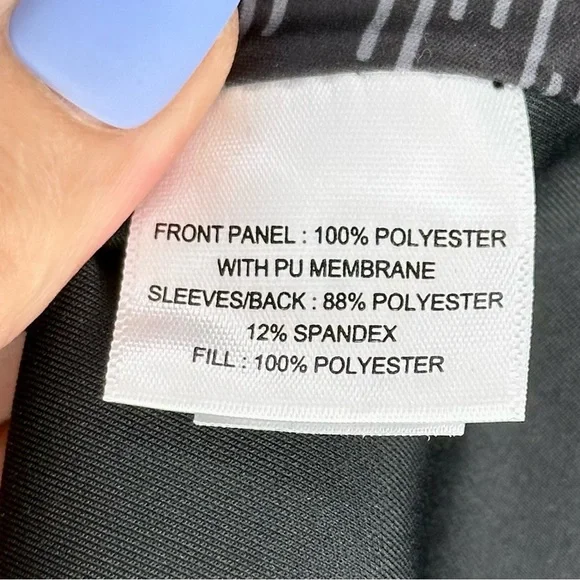 FRONT PANEL : 100% POLYESTER
WITH PU MEMBRANE
SLEEVES/BACK : 88% POLYESTER
12% SPANDEX
FILL : 100% POLYESTER